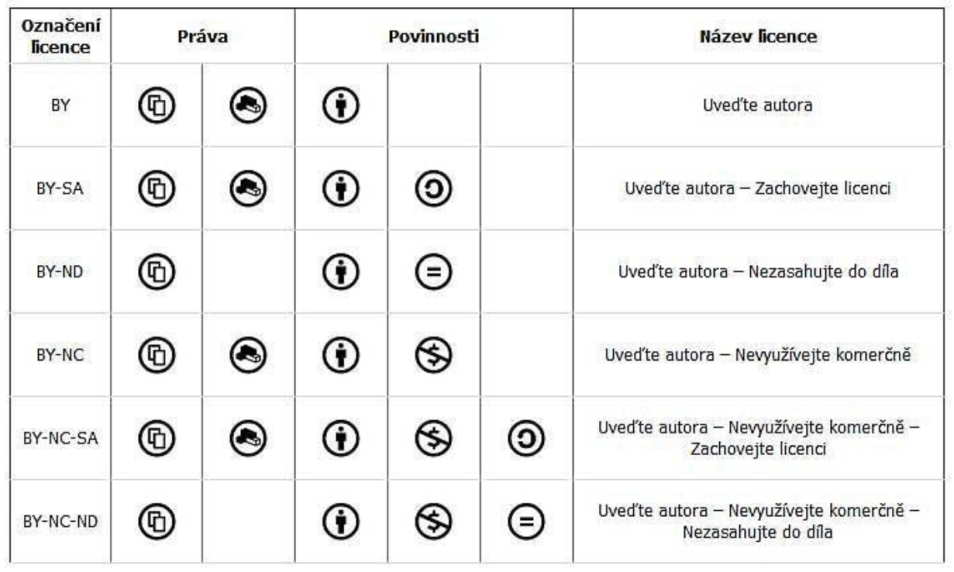 Označení
licence
Práva
Povinnosti
Název licence
BY
Uveďte autora
BY-SA
Uveďte autora – Zachovejte licenci
BY-ND
Uveďte autora – Nezasahujte do díla
BY-NC
Uveďte autora – Nevyužívejte komerčně
BY-NC-SA
Uveďte autora – Nevyužívejte komerčně –
Zachovejte licenci
BY-NC-ND
Uveďte autora – Nevyužívejte komerčně –
Nezasahujte do díla